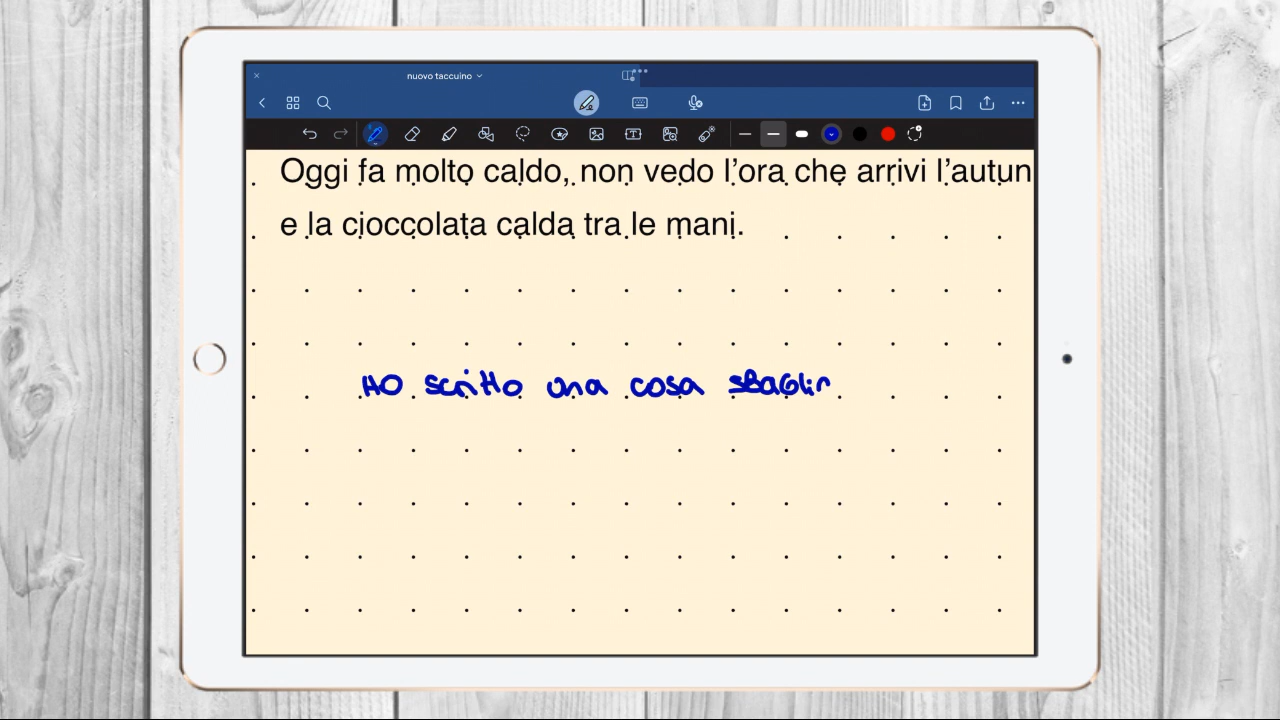 nuovo taccuino
Oggi fa molto caldo, non vedo l'ora che arrivi l'autun
e la cioccolata calda tra le mani.
HO scritto una cosa sbaglir